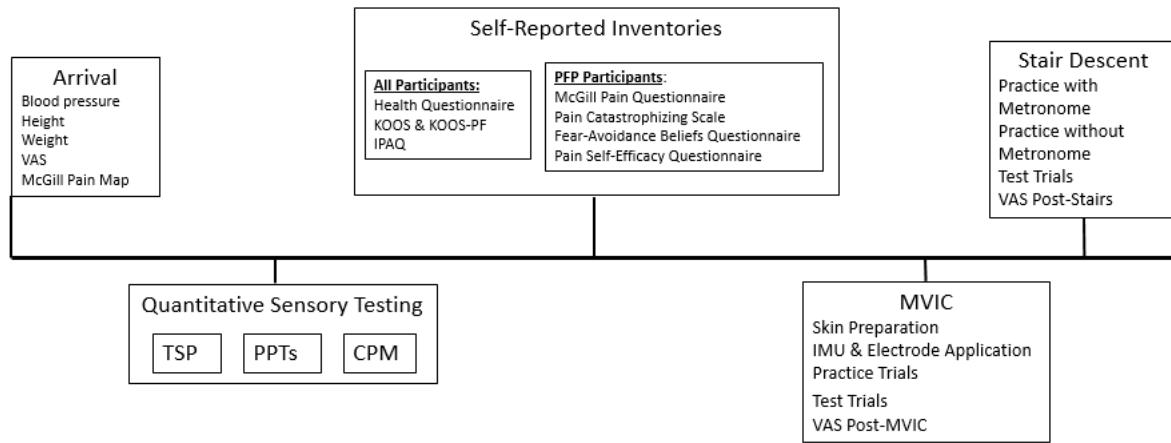 Arrival
Blood pressure
Height
Weight
VAS
McGill Pain Map
Quantitative Sensory Testing
TSP
PPTs
CPM
Self-Reported Inventories
All Participants:
Health Questionnaire
KOOS & KOOS-PF
IPAQ
PFP Participants:
McGill Pain Questionnaire
Pain Catastrophizing Scale
Fear-Avoidance Beliefs Questionnaire
Pain Self-Efficacy Questionnaire
MVIC
Skin Preparation
IMU & Electrode Application
Practice Trials
Test Trials
VAS Post-MVIC
Stair Descent
Practice with
Metronome
Practice without
Metronome
Test Trials
VAS Post-Stairs